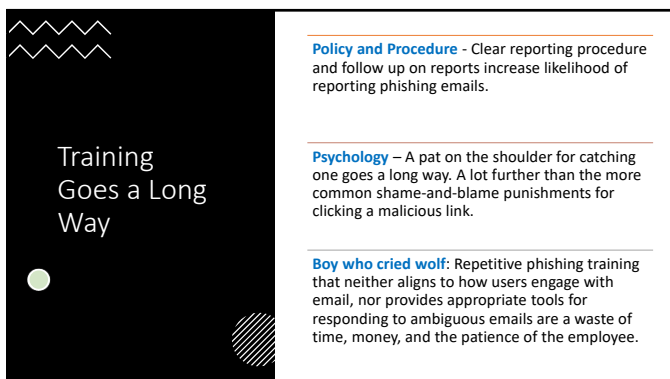 Training
Goes a Long
Way
Policy and Procedure - Clear reporting procedure
and follow up on reports increase likelihood of
reporting phishing emails.
Psychology – A pat on the shoulder for catching
one goes a long way. A lot further than the more
common shame-and-blame punishments for
clicking a malicious link.
Boy who cried wolf: Repetitive phishing training
that neither aligns to how users engage with
email, nor provides appropriate tools for
responding to ambiguous emails are a waste of
time, money, and the patience of the employee.